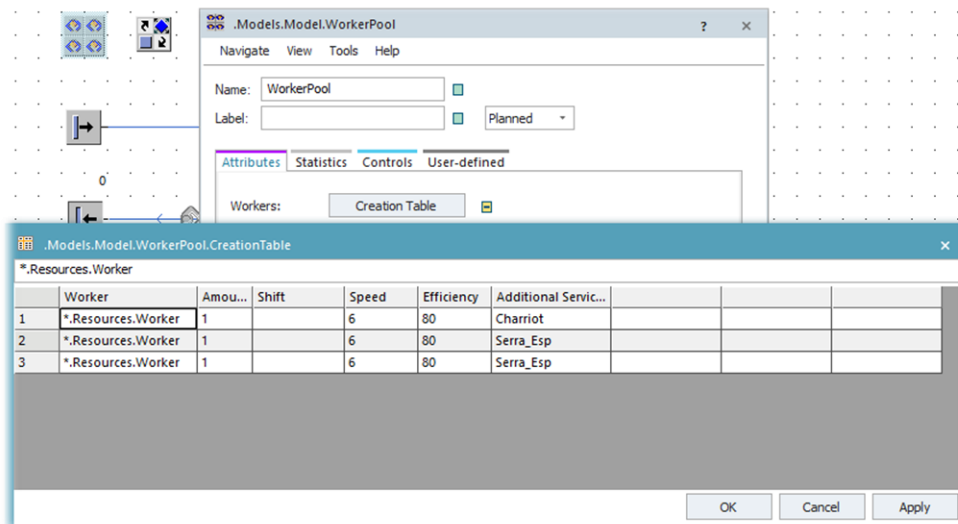 .Models.Model.WorkerPool ? ×
Navigate View Tools Help
Name: WorkerPool
Label: Planned
Attributes Statistics Controls User-defined
0
Workers: Creation Table
.Models.Model.WorkerPool.CreationTable ×
*.Resources.Worker
Worker Amou... Shift Speed Efficiency Additional Servic...
1 *.Resources.Worker 1 6 80 Charriot
2 *.Resources.Worker 1 6 80 Serra_Esp
3 *.Resources.Worker 1 6 80 Serra_Esp
OK Cancel Apply